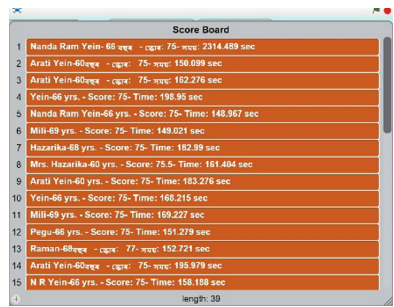 Score Board
1 Nanda Ram Yein- 66 বছৰ - স্কোৰ: 75- সময়: 2314.489 sec
2 Arati Yein-60বছৰ - স্কোৰ: 75- সময়: 150.099 sec
3 Arati Yein-60বছৰ - স্কোৰ: 75- সময়: 162.276 sec
4 Yein-66 yrs. - Score: 75- Time: 198.95 sec
5 Nanda Ram Yein-66 yrs. - Score: 75- Time: 148.967 sec
6 Mili-69 yrs. - Score: 75- Time: 149.021 sec
7 Hazarika-68 yrs. - Score: 75- Time: 182.99 sec
8 Mrs. Hazarika-60 yrs. - Score: 75.5- Time: 161.404 sec
9 Arati Yein-60 yrs. - Score: 75- Time: 183.276 sec
10 Yein-66 yrs. - Score: 75- Time: 168.215 sec
11 Mili-69 yrs. - Score: 75- Time: 169.227 sec
12 Pegu-66 yrs. - Score: 75- Time: 151.279 sec
13 Raman-68বছৰ - স্কোৰ: 77- সময়: 152.721 sec
14 Arati Yein-60বছৰ - স্কোৰ: 75- সময়: 195.979 sec
15 N R Yein-66 yrs. - Score: 75- Time: 158.188 sec
+ length: 39